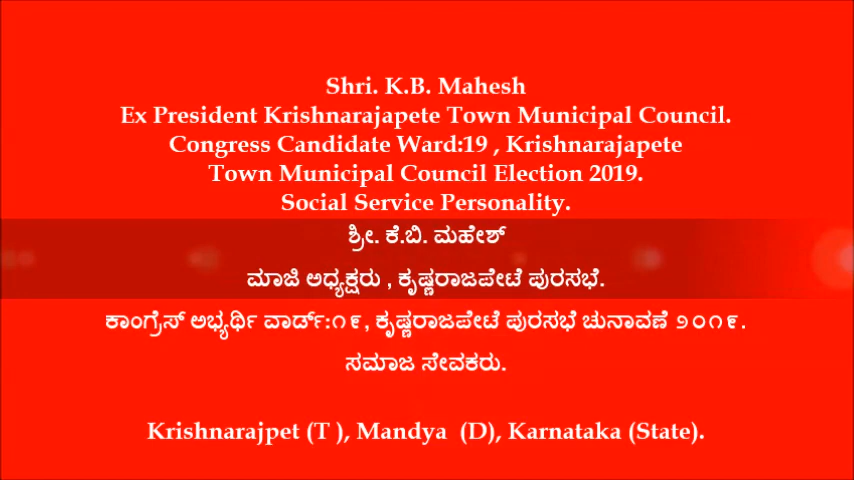 Shri. K.B. Mahesh
Ex President Krishnarajapete Town Municipal Council.
Congress Candidate Ward:19 , Krishnarajapete
Town Municipal Council Election 2019.
Social Service Personality.
ಶ್ರೀ. ಕೆ.ಬಿ. ಮಹೇಶ್
ಮಾಜಿ ಅಧ್ಯಕ್ಷರು , ಕೃಷ್ಣರಾಜಪೇಟೆ ಪುರಸಭೆ.
ಕಾಂಗ್ರೆಸ್ ಅಭ್ಯರ್ಥಿ ವಾರ್ಡ್:೧೯, ಕೃಷ್ಣರಾಜಪೇಟೆ ಪುರಸಭೆ ಚುನಾವಣೆ ೨೦೧೯.
ಸಮಾಜ ಸೇವಕರು.
Krishnarajpet (T ), Mandya  (D), Karnataka (State).